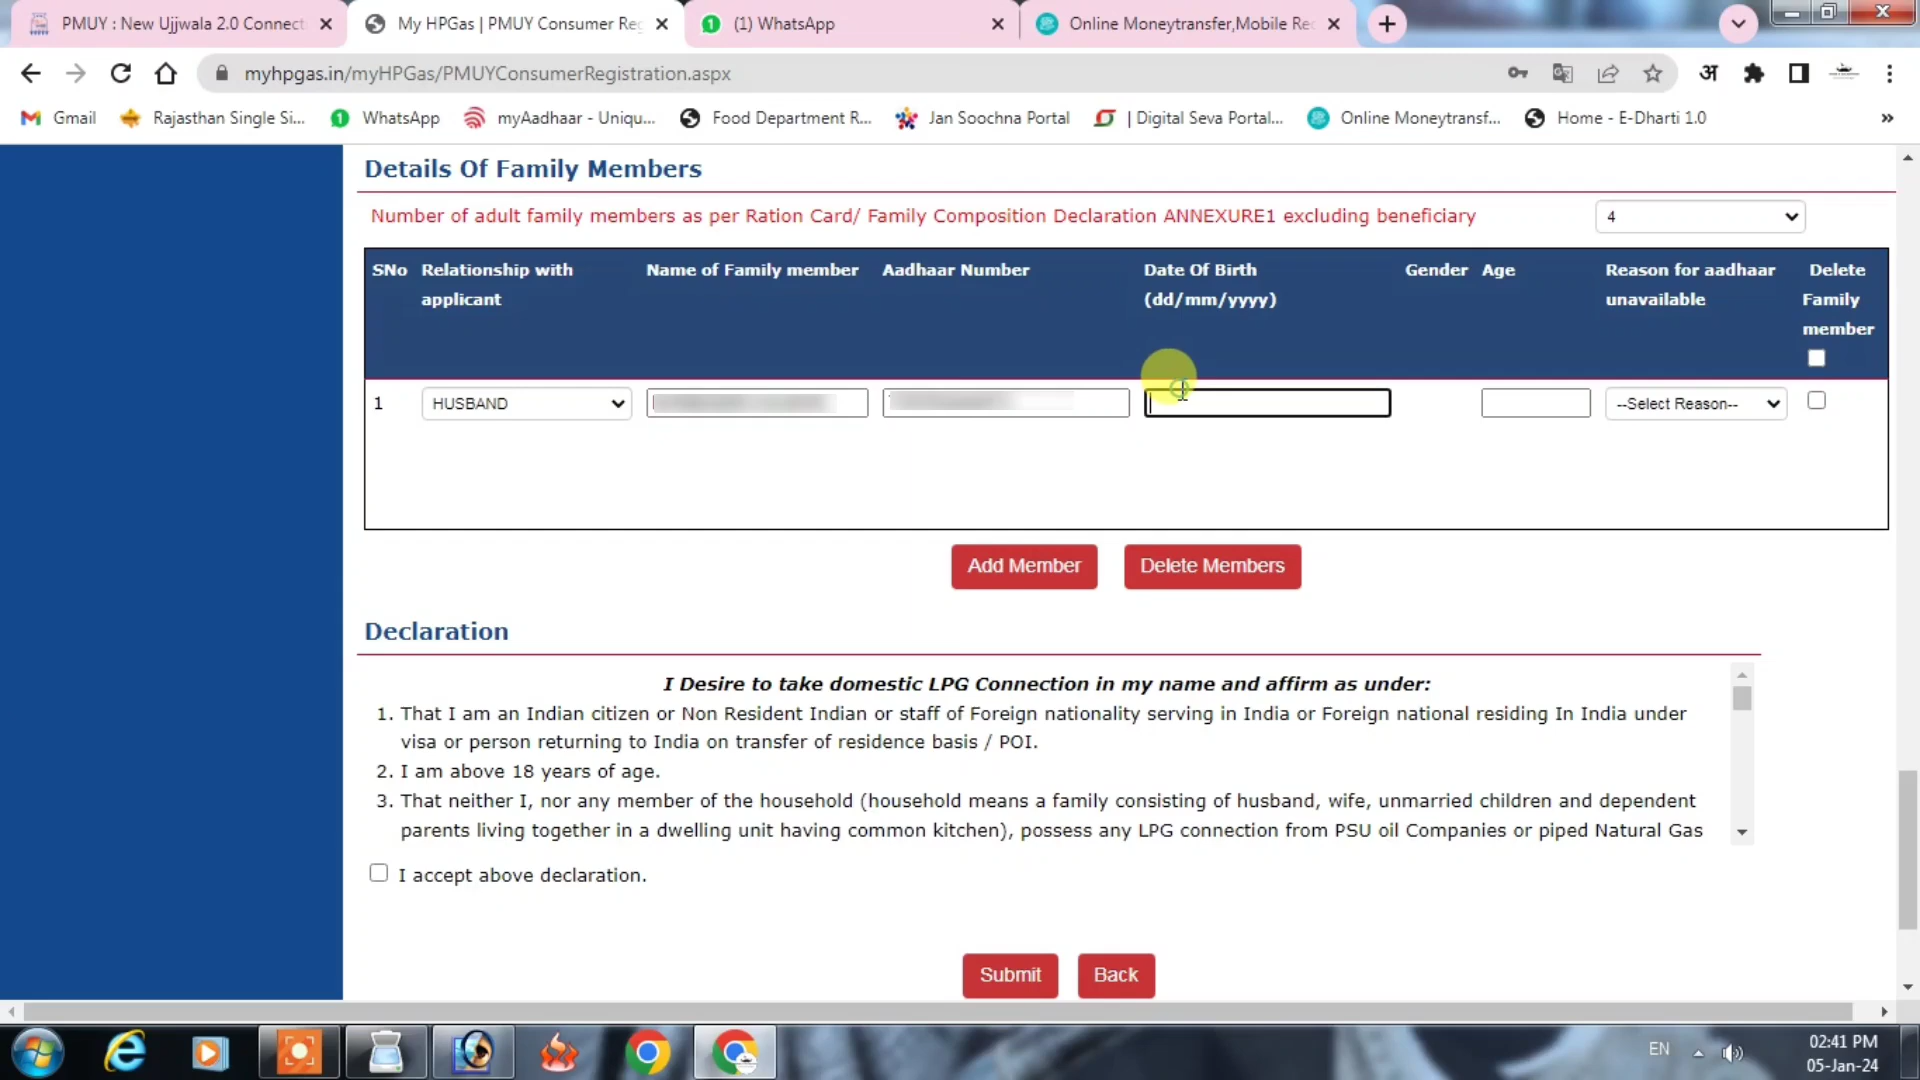 PMUY : New Ujjwala 2.0 Connect
My HPGas | PMUY Consumer Reg
(1) WhatsApp
Online Moneytransfer,Mobile Re
myhpgas.in/myHPGas/PMUYConsumerRegistration.aspx
अ
Gmail
Rajasthan Single Si...
WhatsApp
myAadhaar - Uniqu...
Food Department R...
Jan Soochna Portal
| Digital Seva Portal...
Online Moneytransf...
Home - E-Dharti 1.0
»
Details Of Family Members
Number of adult family members as per Ration Card/ Family Composition Declaration ANNEXURE1 excluding beneficiary
4
SNo
Relationship with
applicant
Name of Family member
Aadhaar Number
Date Of Birth
(dd/mm/yyyy)
Gender
Age
Reason for aadhaar
unavailable
Delete
Family
member
1
HUSBAND
--Select Reason--
Add Member
Delete Members
Declaration
I Desire to take domestic LPG Connection in my name and affirm as under:
1. That I am an Indian citizen or Non Resident Indian or staff of Foreign nationality serving in India or Foreign national residing In India under
visa or person returning to India on transfer of residence basis / POI.
2. I am above 18 years of age.
3. That neither I, nor any member of the household (household means a family consisting of husband, wife, unmarried children and dependent
parents living together in a dwelling unit having common kitchen), possess any LPG connection from PSU oil Companies or piped Natural Gas
I accept above declaration.
Submit
Back
EN
02:41 PM
05-Jan-24